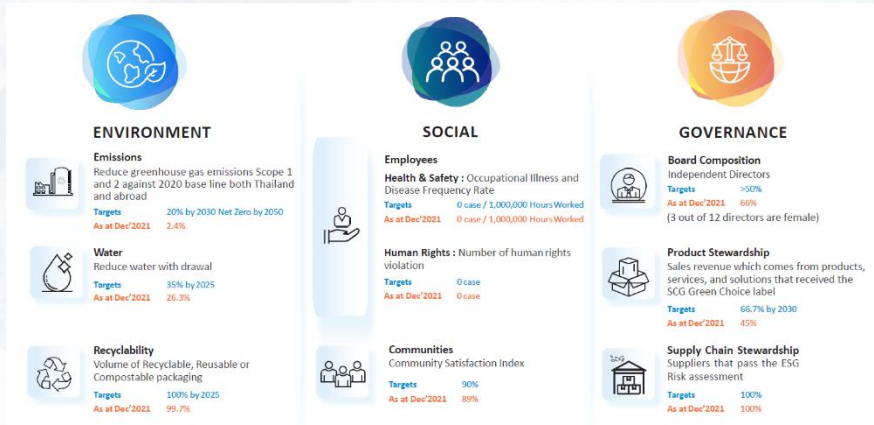 ENVIRONMENT
Emissions
Reduce greenhouse gas emissions Scope 1
and 2 against 2020 base line both Thailand
and abroad
Targets 20% by 2030 Net Zero by 2050
As at Dec'2021 2.4%
Water
Reduce water with drawal
Targets 35% by 2025
As at Dec'2021 26.3%
Recyclability
Volume of Recyclable, Reusable or
Compostable packaging
Targets 100% by 2025
As at Dec'2021 99.7%
SOCIAL
Employees
Health & Safety : Occupational Illness and
Disease Frequency Rate
Targets 0 case / 1,000,000 Hours Worked
As at Dec'2021 0 case / 1,000,000 Hours Worked
Human Rights : Number of human rights
violation
Targets 0 case
As at Dec'2021 0 case
Communities
Community Satisfaction Index
Targets 90%
As at Dec'2021 89%
GOVERNANCE
Board Composition
Independent Directors
Targets >50%
As at Dec'2021 66%
(3 out of 12 directors are female)
Product Stewardship
Sales revenue which comes from products,
services, and solutions that received the
SCG Green Choice label
Targets 66.7% by 2030
As at Dec'2021 45%
SCG
Supply Chain Stewardship
Suppliers that pass the ESG
Risk assessment
Targets 100%
As at Dec'2021 100%